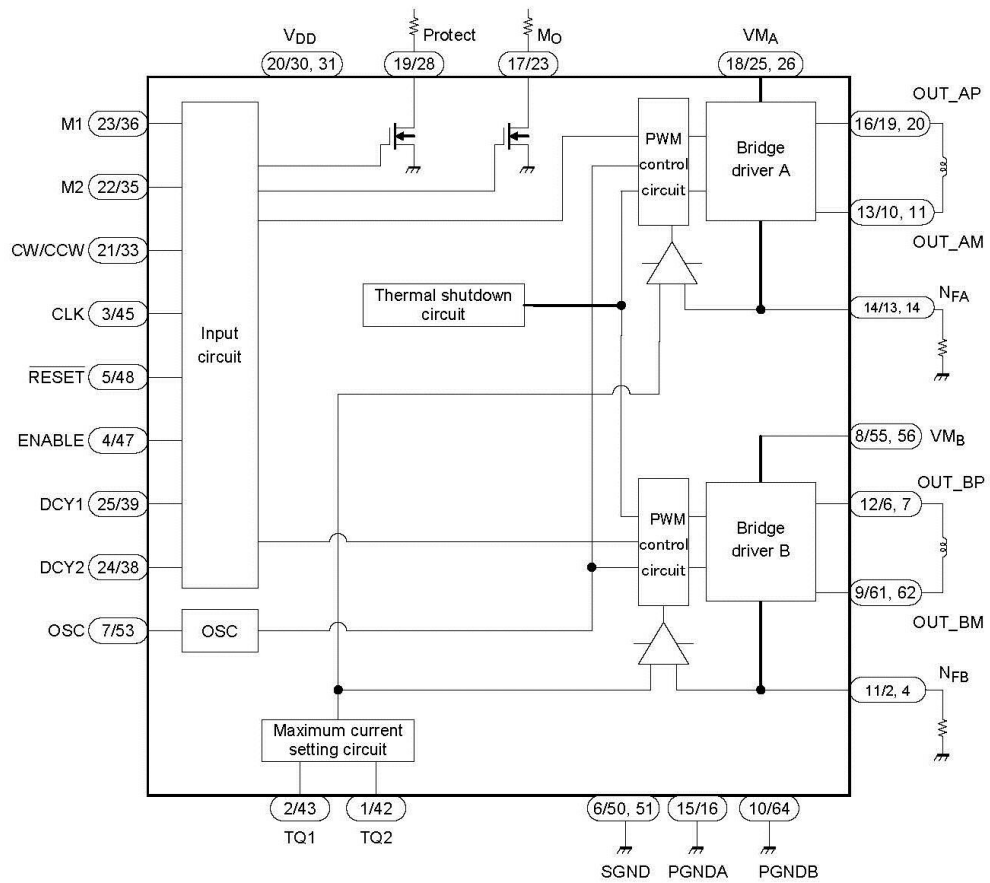 VDD
Protect
MO
VMA
20/30, 31
19/28
17/23
18/25, 26
OUT_AP
M1
23/36
16/19, 20
PWM
control
circuit
Bridge
driver A
M2
22/35
13/10, 11
OUT_AM
CW/CCW
21/33
Thermal shutdown
circuit
NFA
14/13, 14
CLK
3/45
Input
circuit
RESET
5/48
ENABLE
4/47
8/55, 56
VMB
OUT_BP
DCY1
25/39
12/6, 7
PWM
control
circuit
Bridge
driver B
DCY2
24/38
9/61, 62
OUT_BM
OSC
7/53
OSC
NFB
11/2, 4
Maximum current
setting circuit
2/43
1/42
6/50, 51
15/16
10/64
TQ1
TQ2
SGND
PGNDA
PGNDB